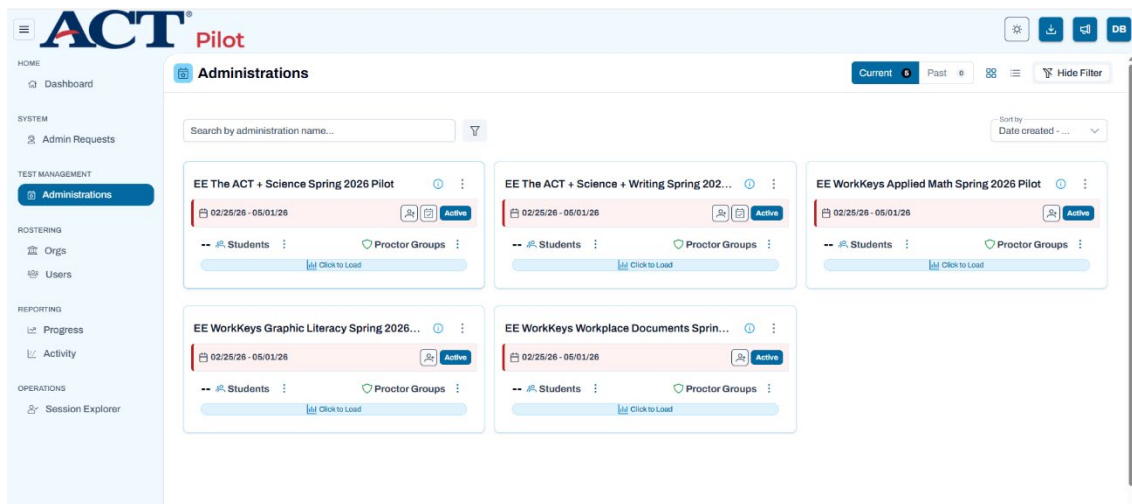 ACT®
Pilot
DB
HOME
Dashboard
SYSTEM
Admin Requests
TEST MANAGEMENT
Administrations
ROSTERING
Orgs
Users
REPORTING
Progress
Activity
OPERATIONS
Session Explorer
Administrations
Current 5 Past 0 Hide Filter
Search by administration name...
Sort by
Date created - ...
EE The ACT + Science Spring 2026 Pilot
02/25/26 - 05/01/26 Active
-- Students Proctor Groups
Click to Load
EE The ACT + Science + Writing Spring 202...
02/25/26 - 05/01/26 Active
-- Students Proctor Groups
Click to Load
EE WorkKeys Applied Math Spring 2026 Pilot
02/25/26 - 05/01/26 Active
-- Students Proctor Groups
Click to Load
EE WorkKeys Graphic Literacy Spring 2026...
02/25/26 - 05/01/26 Active
-- Students Proctor Groups
Click to Load
EE WorkKeys Workplace Documents Sprin...
02/25/26 - 05/01/26 Active
-- Students Proctor Groups
Click to Load